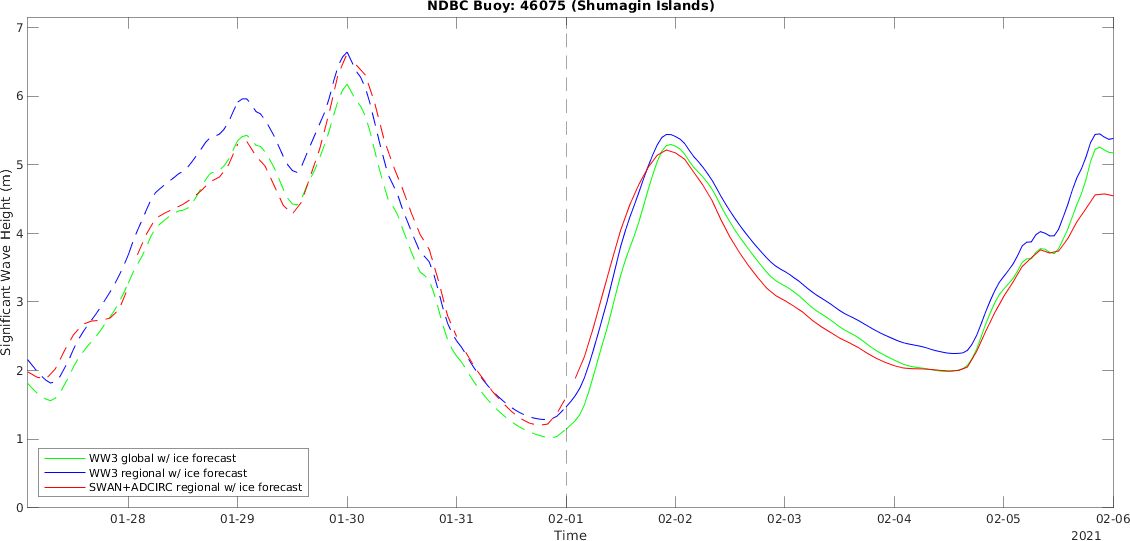 NDBC Buoy: 46075 (Shumagin Islands)
7
6
5
4
3
2
1
0
Significant Wave Height (m)
WW3 global w/ ice forecast
WW3 regional w/ ice forecast
SWAN+ADCIRC regional w/ ice forecast
01-28 01-29 01-30 01-31 02-01 02-02 02-03 02-04 02-05 02-06
Time
2021